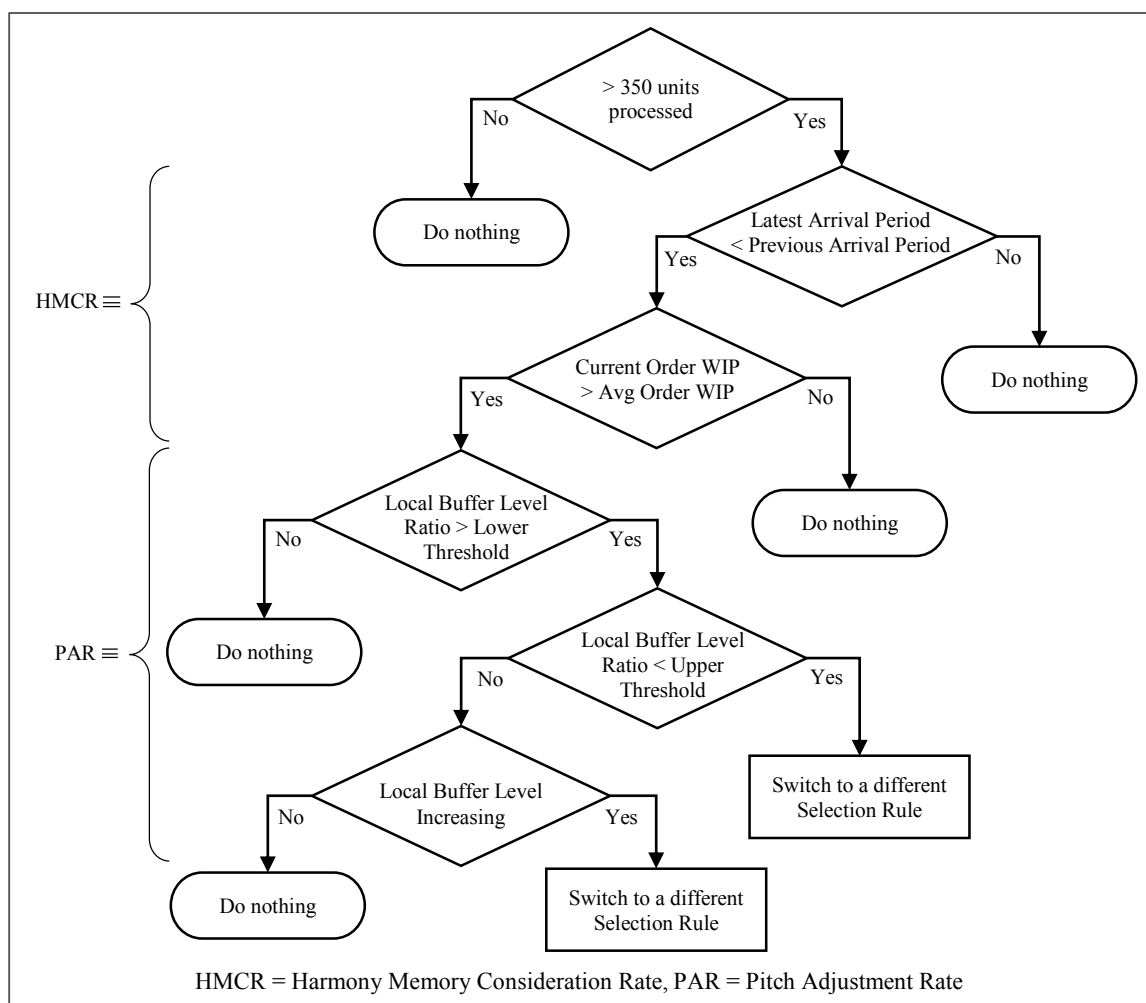 > 350 units
processed
No
Yes
Do nothing
Latest Arrival Period
< Previous Arrival Period
Yes
No
HMCR ≡
Current Order WIP
> Avg Order WIP
Do nothing
Yes
No
Local Buffer Level
Ratio > Lower
Threshold
Do nothing
No
Yes
PAR ≡
Do nothing
Local Buffer Level
Ratio < Upper
Threshold
No
Yes
Local Buffer Level
Increasing
Switch to a different
Selection Rule
No
Yes
Do nothing
Switch to a different
Selection Rule
HMCR = Harmony Memory Consideration Rate, PAR = Pitch Adjustment Rate